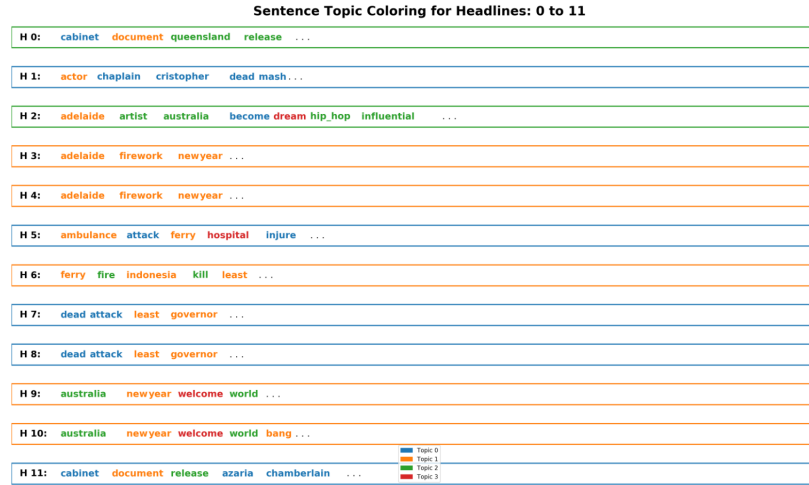 Sentence Topic Coloring for Headlines: 0 to 11
H 0: cabinet document queensland release ...
H 1: actor chaplain cristopher dead mash ...
H 2: adelaide artist australia become dream hip_hop influential ...
H 3: adelaide firework newyear ...
H 4: adelaide firework newyear ...
H 5: ambulance attack ferry hospital injure ...
H 6: ferry fire indonesia kill least ...
H 7: dead attack least governor ...
H 8: dead attack least governor ...
H 9: australia newyear welcome world ...
H 10: australia newyear welcome world bang ...
Topic 0
Topic 1
Topic 2
Topic 3
H 11: cabinet document release azaria chamberlain ...